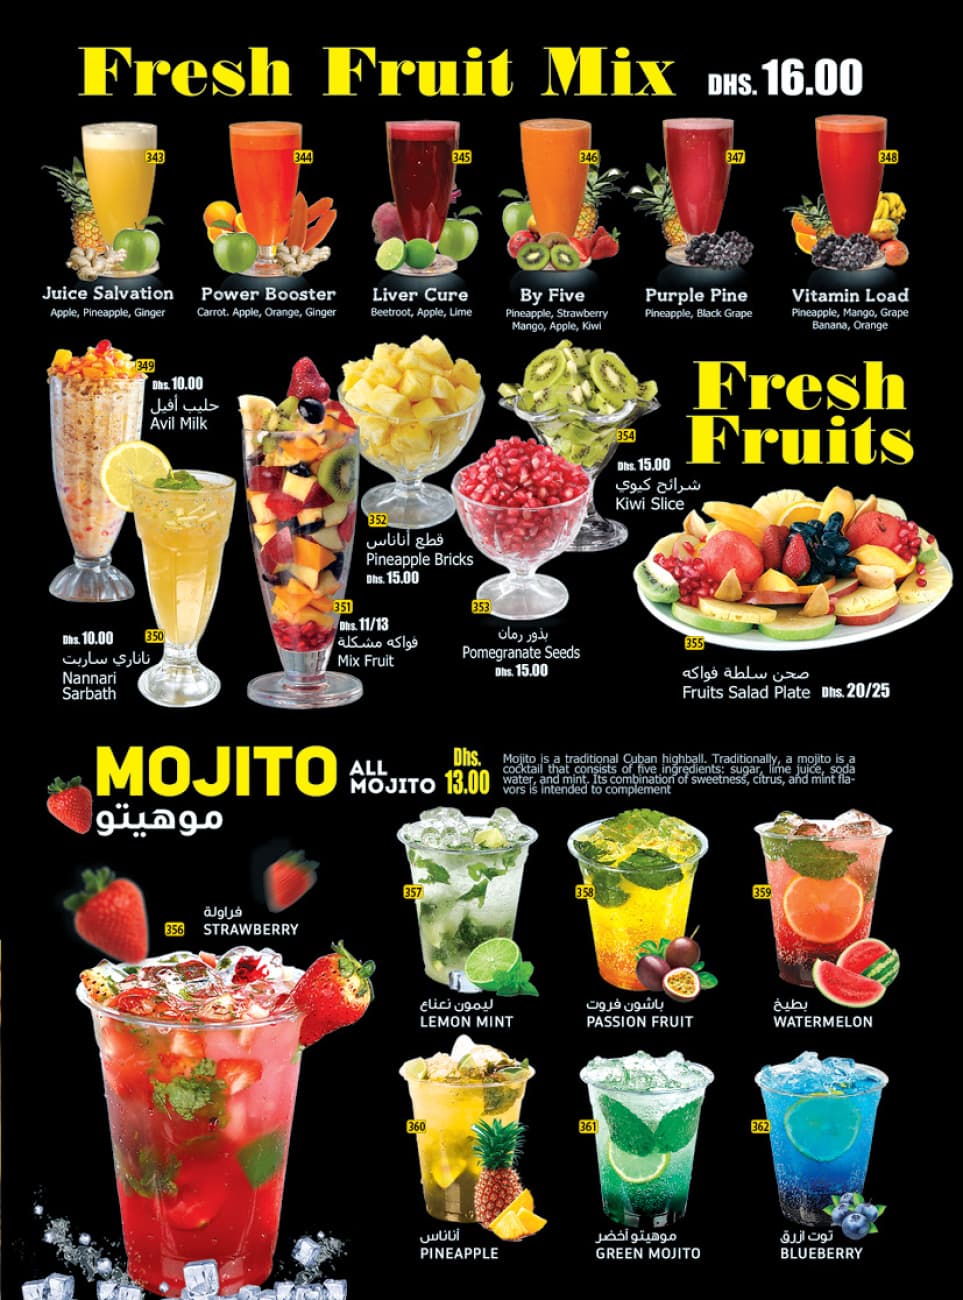 Fresh Fruit Mix DHS. 16.00
343
344
345
346
347
348
Juice Salvation
Apple, Pineapple, Ginger
Power Booster
Carrot. Apple, Orange, Ginger
Liver Cure
Beetroot, Apple, Lime
By Five
Pineapple, Strawberry
Mango, Apple, Kiwi
Purple Pine
Pineapple, Black Grape
Vitamin Load
Pineapple, Mango, Grape
Banana, Orange
349
Dhs. 10.00
حليب أفيل
Avil Milk
Fresh
Fruits
354
Dhs. 15.00
شرائح كيوي
Kiwi Slice
352
قطع أناناس
Pineapple Bricks
Dhs. 15.00
350
Dhs. 10.00
ناناري ساربت
Nannari
Sarbath
351
Dhs. 11/13
فواكه مشكلة
Mix Fruit
353
بذور رمان
Pomegranate Seeds
Dhs. 15.00
355
صحن سلطة فواكه
Fruits Salad Plate Dhs. 20/25
MOJITO
موهيتو
ALL
MOJITO
Dhs.
13.00
Mojito is a traditional Cuban highball. Traditionally, a mojito is a
cocktail that consists of five ingredients: sugar, lime juice, soda
water, and mint. Its combination of sweetness, citrus, and mint fla-
vors is intended to complement
356
فراولة
STRAWBERRY
357
ليمون نعناع
LEMON MINT
358
باشون فروت
PASSION FRUIT
359
بطيخ
WATERMELON
360
أناناس
PINEAPPLE
361
موهيتو أخضر
GREEN MOJITO
362
توت أزرق
BLUEBERRY